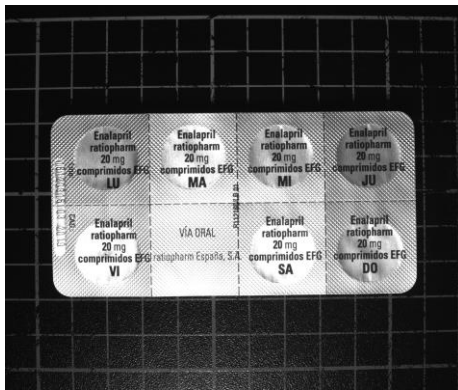 Enalapril
ratiopharm
20 mg
comprimidos EFG
LU
Enalapril
ratiopharm
20 mg
comprimidos EFG
MA
Enalapril
ratiopharm
20 mg
comprimidos EFG
MI
Enalapril
ratiopharm
20 mg
comprimidos EFG
JU
Enalapril
ratiopharm
20 mg
comprimidos EFG
VI
VÍA ORAL
ratiopharm España, S.A.
Enalapril
ratiopharm
20 mg
comprimidos EFG
SA
Enalapril
ratiopharm
20 mg
comprimidos EFG
DO
CAD